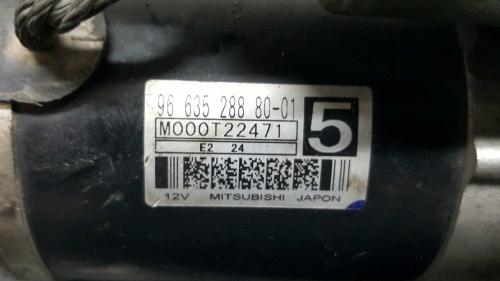 96 635 288 80-01
M000T22471
5
E2 24
12V MITSUBISHI JAPON